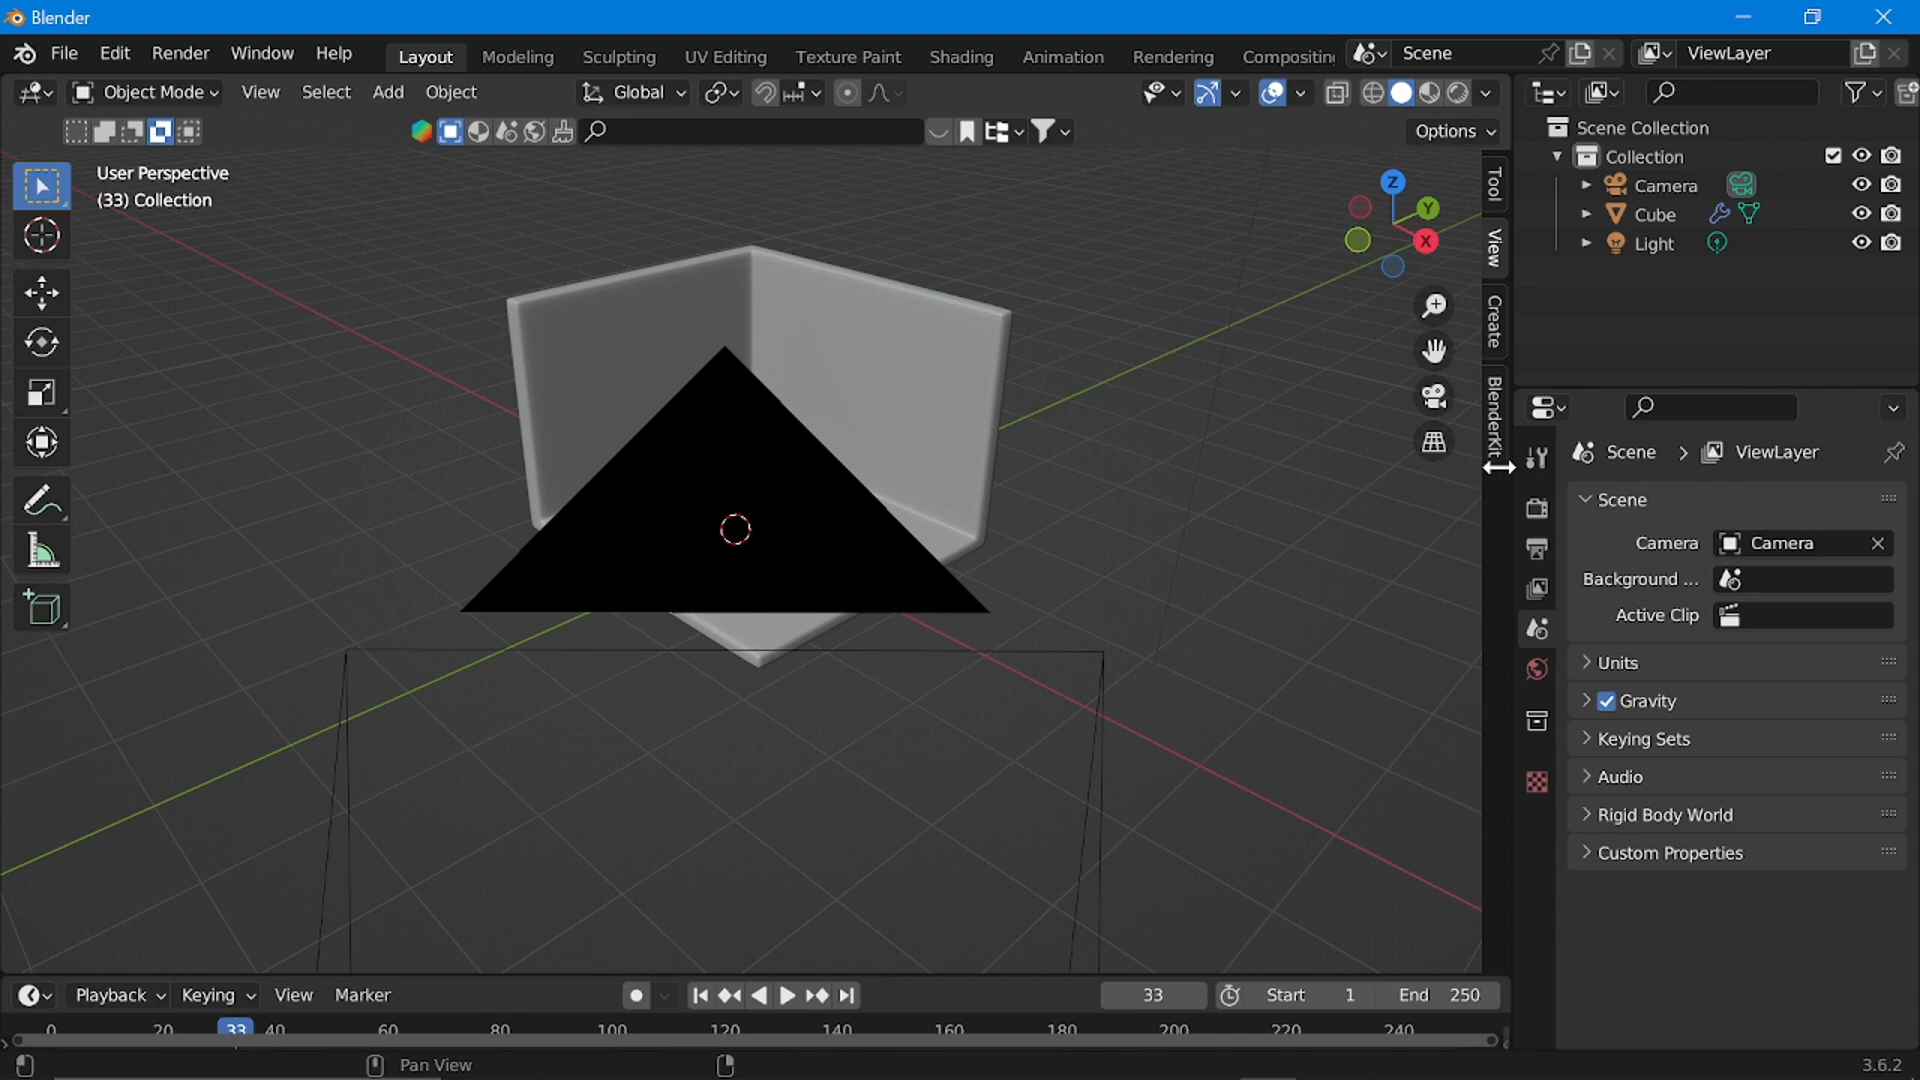 Blender
File Edit Render Window Help Layout Modeling Sculpting UV Editing Texture Paint Shading Animation Rendering Compositin Scene ViewLayer
Object Mode View Select Add Object Global
Options
User Perspective
(33) Collection
Z
Y
X
Tool
View
Create
BlenderKit
Scene Collection
Collection
Camera
Cube
Light
Scene > ViewLayer
Scene
Camera Camera
Background ...
Active Clip
Units
Gravity
Keying Sets
Audio
Rigid Body World
Custom Properties
Playback Keying View Marker 33 Start 1 End 250
0 20 33 40 60 80 100 120 140 160 180 200 220 240
Pan View 3.6.2